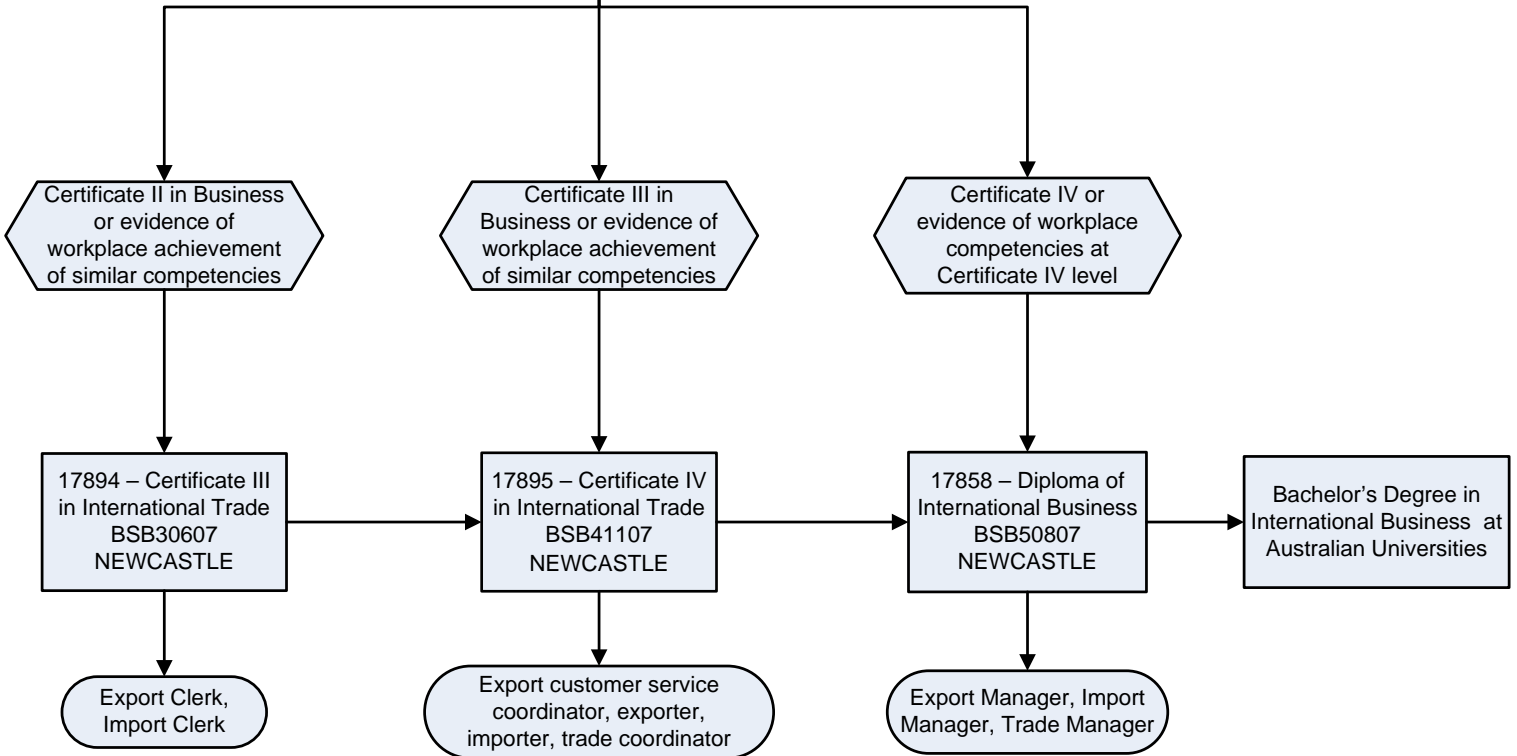 Certificate II in Business
or evidence of
workplace achievement
of similar competencies
Certificate III in
Business or evidence of
workplace achievement
of similar competencies
Certificate IV or
evidence of workplace
competencies at
Certificate IV level
17894 – Certificate III
in International Trade
BSB30607
NEWCASTLE
17895 – Certificate IV
in International Trade
BSB41107
NEWCASTLE
17858 – Diploma of
International Business
BSB50807
NEWCASTLE
Bachelor's Degree in
International Business at
Australian Universities
Export Clerk,
Import Clerk
Export customer service
coordinator, exporter,
importer, trade coordinator
Export Manager, Import
Manager, Trade Manager